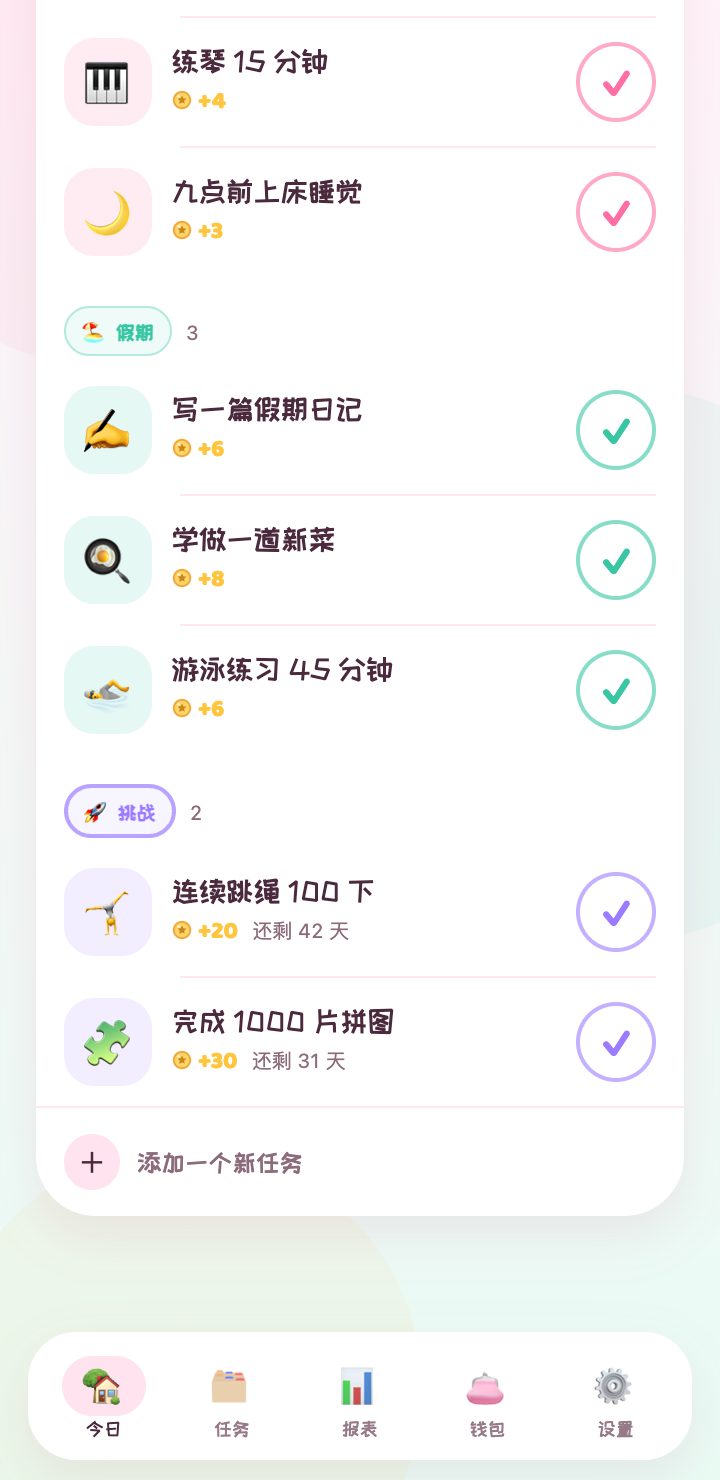 练琴 15 分钟
+4
九点前上床睡觉
+3
假期 3
写一篇假期日记
+6
学做一道新菜
+8
游泳练习 45 分钟
+6
挑战 2
连续跳绳 100 下
+20 还剩 42 天
完成 1000 片拼图
+30 还剩 31 天
添加一个新任务
今日 任务 报表 钱包 设置